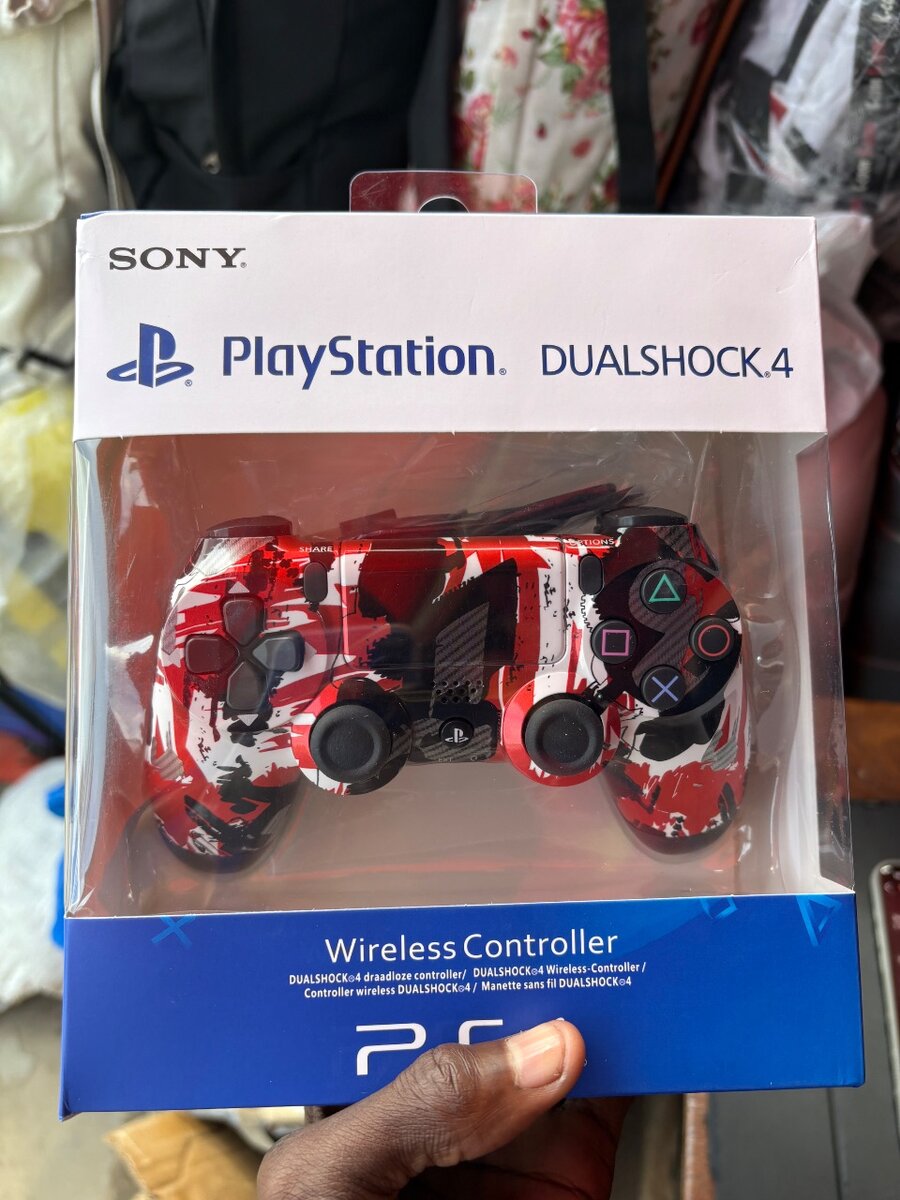 SONY®
PlayStation® DUALSHOCK®4
SHARE
OPTIONS
EXT
Wireless Controller
DUALSHOCK®4 draadloze controller/ DUALSHOCK®4 Wireless-Controller /
Controller wireless DUALSHOCK®4 / Manette sans fil DUALSHOCK®4